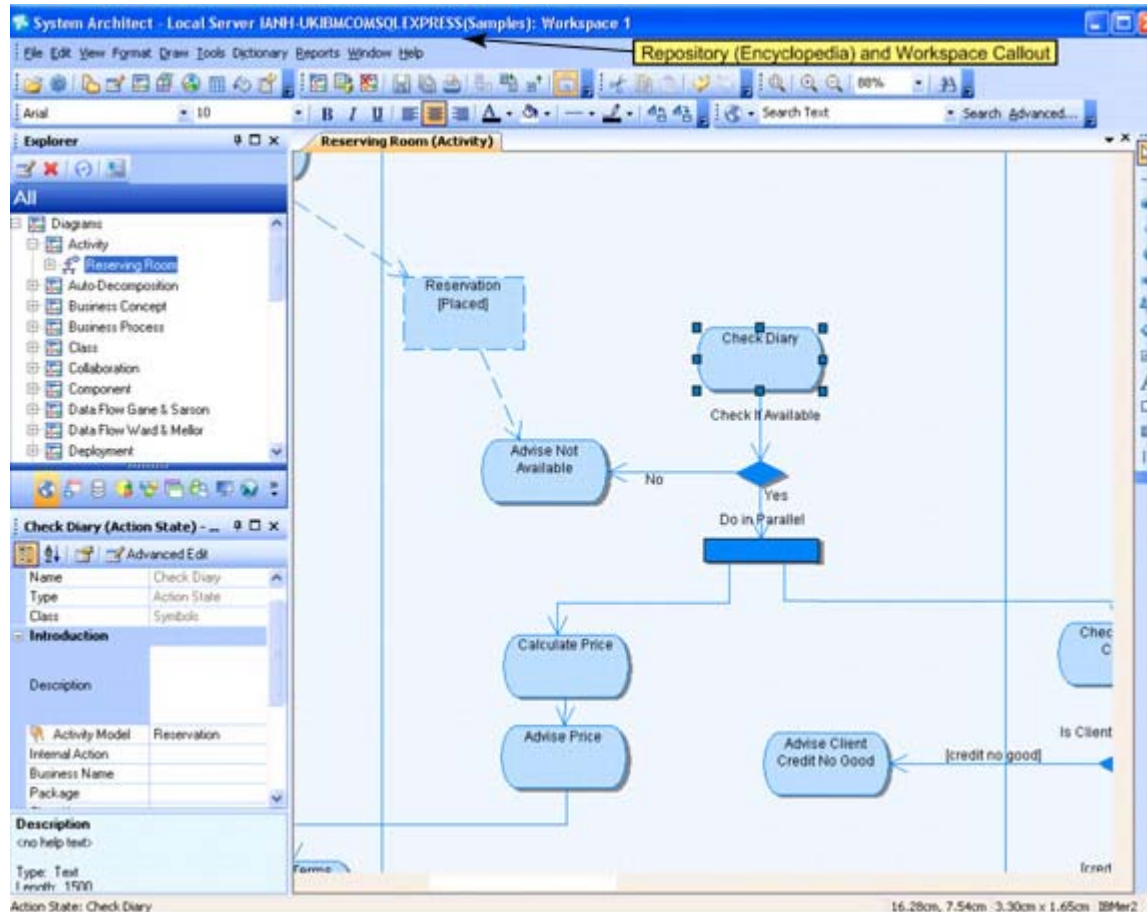 System Architect - Local Server IANH-UKIBMCOMSQLEXPRESS(Samples): Workspace 1
File Edit View Format Draw Tools Dictionary Reports Window Help
Repository (Encyclopedia) and Workspace Callout
88%
Arial 10 B I U Search Text Search Advanced...
Explorer
Reserving Room (Activity)
All
Diagrams
Activity
Reserving Room
Auto-Decomposition
Business Concept
Business Process
Class
Collaboration
Component
Data Flow Gane & Sarson
Data Flow Ward & Mellor
Deployment
Check Diary (Action State) - ...
Advanced Edit
Name Check Diary
Type Action State
Class Symbols
Introduction
Description
Activity Model Reservation
Internal Action
Business Name
Package
Description
<no help text>
Type: Text
Length: 1500
Reservation
[Placed]
Check Diary
Check If Available
Advise Not
Available
No
Yes
Do in Parallel
Calculate Price
Chec
C
Advise Price
Advise Client
Credit No Good
[credit no good]
Is Client
Terms
[cred
Action State: Check Diary
16.28cm, 7.54cm -3.30cm x 1.65cm IBMer2